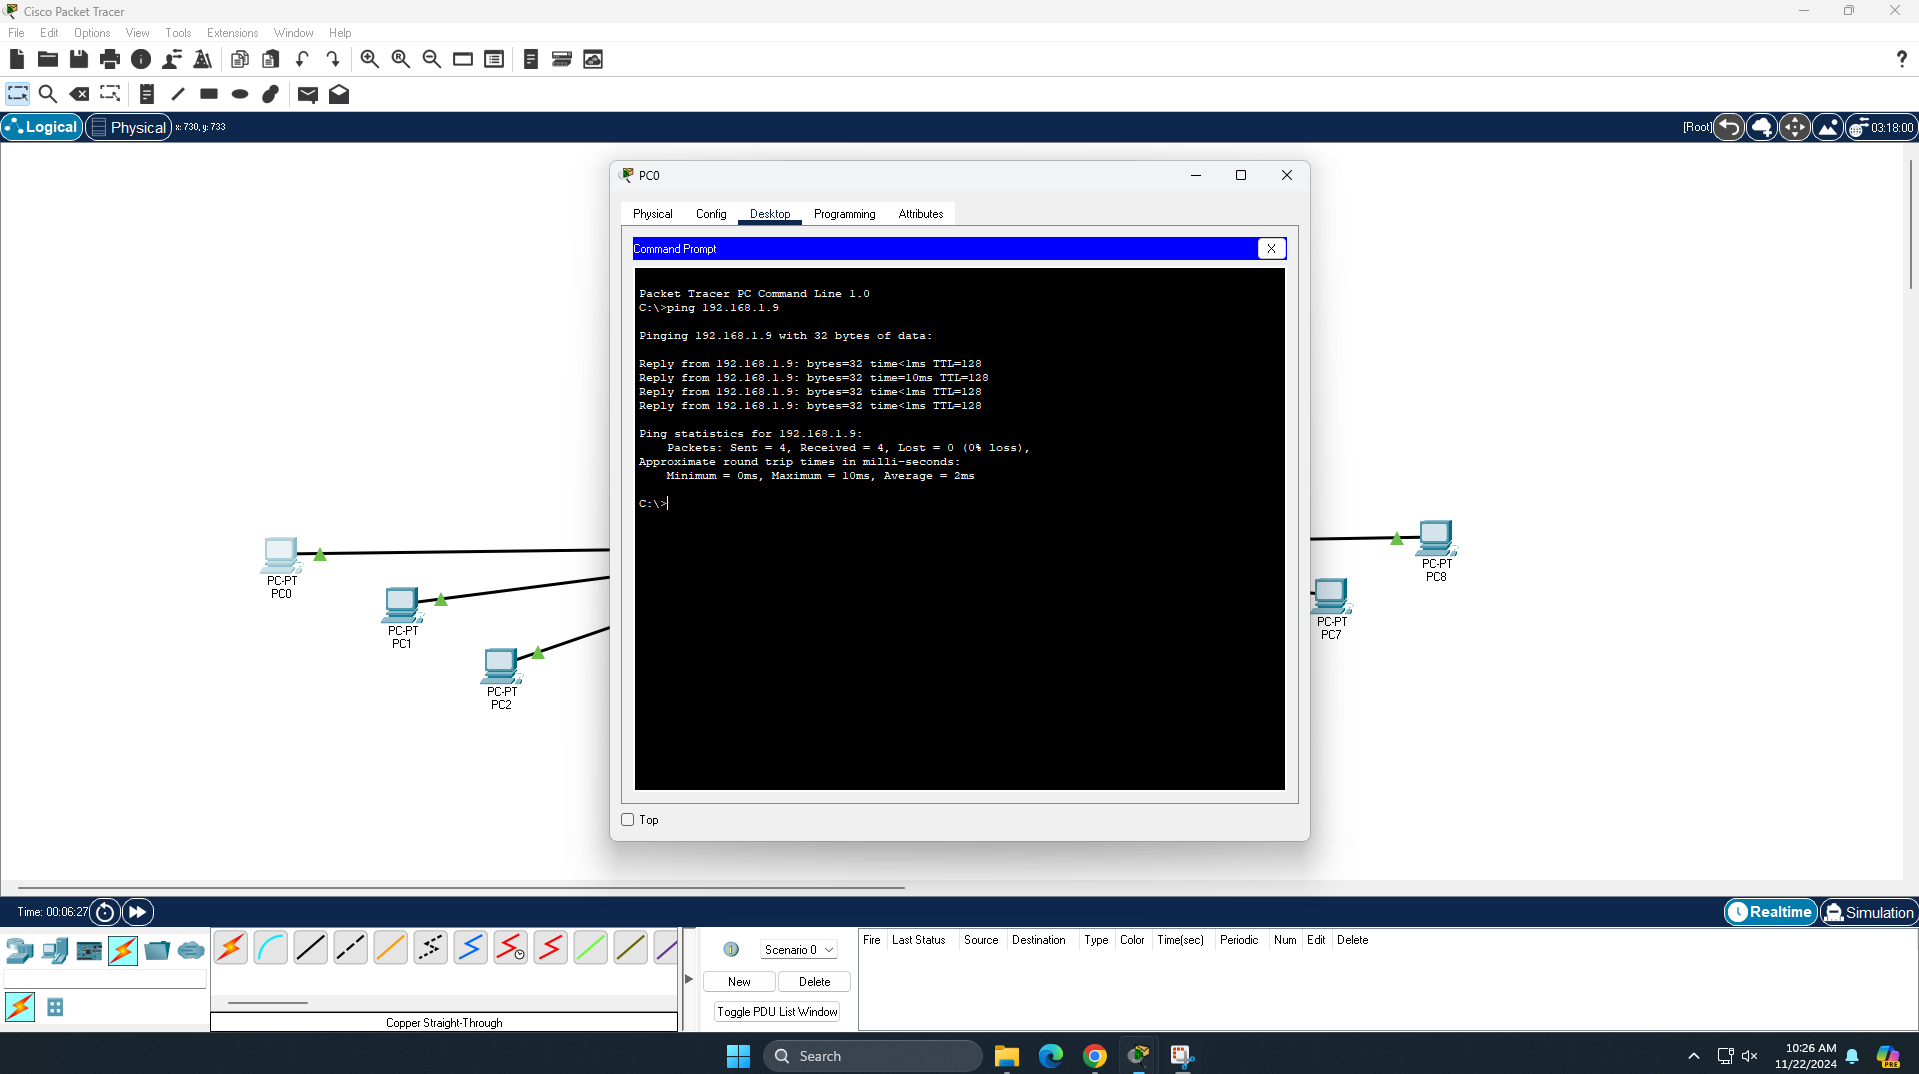 Cisco Packet Tracer
File Edit Options View Tools Extensions Window Help
?
Logical Physical x: 730, y: 733 [Root] 03:18:00
PC0
Physical Config Desktop Programming Attributes
Command Prompt X
Packet Tracer PC Command Line 1.0
C:\>ping 192.168.1.9
Pinging 192.168.1.9 with 32 bytes of data:
Reply from 192.168.1.9: bytes=32 time<1ms TTL=128
Reply from 192.168.1.9: bytes=32 time=10ms TTL=128
Reply from 192.168.1.9: bytes=32 time<1ms TTL=128
Reply from 192.168.1.9: bytes=32 time<1ms TTL=128
Ping statistics for 192.168.1.9:
Packets: Sent = 4, Received = 4, Lost = 0 (0% loss),
Approximate round trip times in milli-seconds:
Minimum = 0ms, Maximum = 10ms, Average = 2ms
C:\>
PC-PT
PC0
PC-PT
PC1
PC-PT
PC2
PC-PT
PC8
PC-PT
PC7
Top
Time: 00:06:27 Realtime Simulation
Scenario 0
New Delete
Toggle PDU List Window
Fire Last Status Source Destination Type Color Time(sec) Periodic Num Edit Delete
Copper Straight-Through
Search
10:26 AM
11/22/2024
PRE